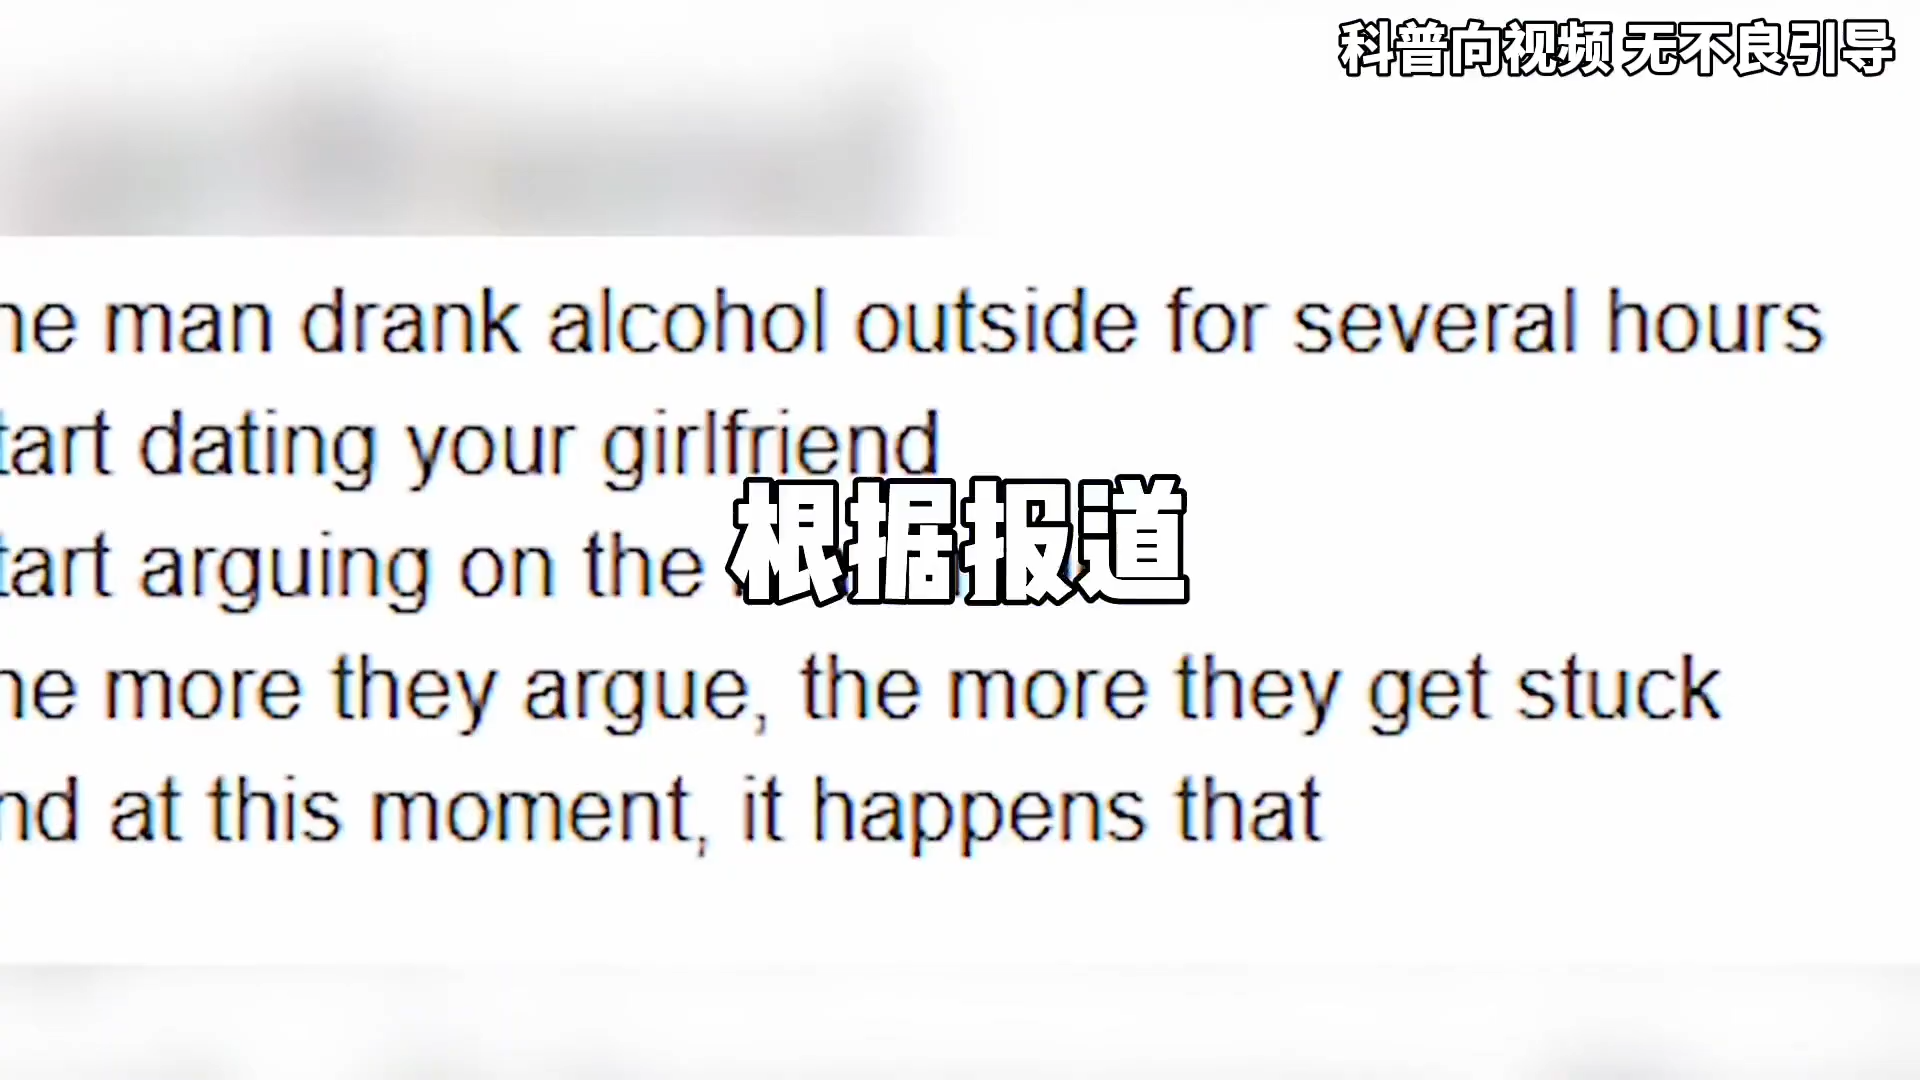 科普向视频 无不良引导
he man drank alcohol outside for several hours
tart dating your girlfriend
tart arguing on the
根据报道
he more they argue, the more they get stuck
nd at this moment, it happens that